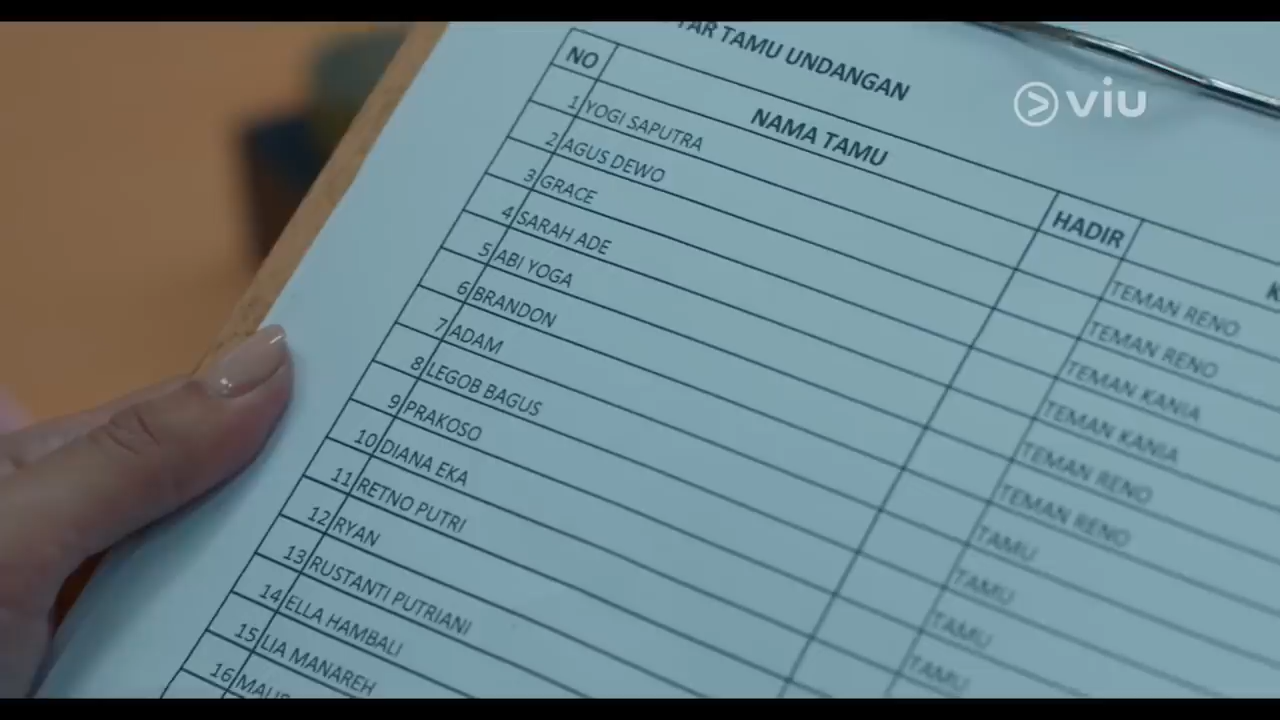 TAR TAMU UNDANGAN
viu
NO NAMA TAMU HADIR K
1 YOGI SAPUTRA TEMAN RENO
2 AGUS DEWO TEMAN RENO
3 GRACE TEMAN KANIA
4 SARAH ADE TEMAN KANIA
5 ABI YOGA TEMAN RENO
6 BRANDON TEMAN RENO
7 ADAM TAMU
8 LEGOB BAGUS TAMU
9 PRAKOSO TAMU
10 DIANA EKA TAMU
11 RETNO PUTRI
12 RYAN
13 RUSTANTI PUTRIANI
14 ELLA HAMBALI
15 LIA MANAREH
16